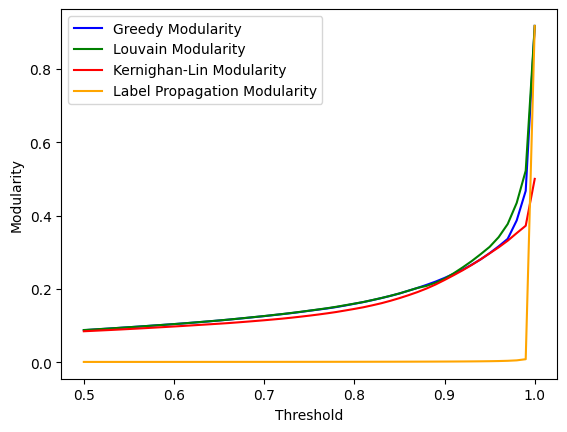 Greedy Modularity
Louvain Modularity
Kernighan-Lin Modularity
Label Propagation Modularity
Modularity
0.8
0.6
0.4
0.2
0.0
0.5 0.6 0.7 0.8 0.9 1.0
Threshold